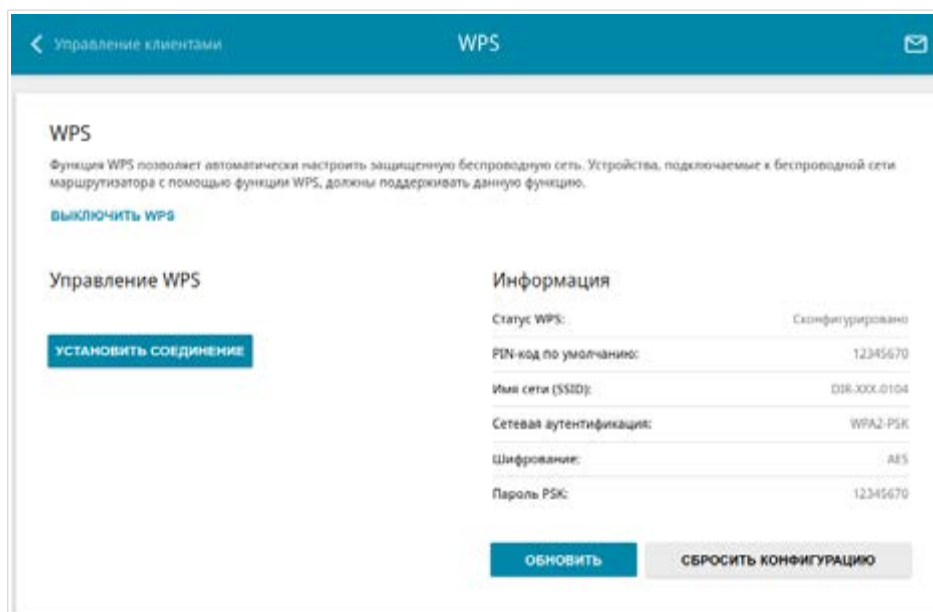 Управление клиентами
WPS
WPS
Функция WPS позволяет автоматически настроить защищенную беспроводную сеть. Устройства, подключаемые к беспроводной сети
маршрутизатора с помощью функции WPS, должны поддерживать данную функцию.
ВЫКЛЮЧИТЬ WPS
Управление WPS
УСТАНОВИТЬ СОЕДИНЕНИЕ
Информация
Статус WPS: Сконфигурировано
PIN-код по умолчанию: 12345670
Имя сети (SSID): DIR-XXX-0104
Сетевая аутентификация: WPA2-PSK
Шифрование: AES
Пароль PSK: 12345670
ОБНОВИТЬ СБРОСИТЬ КОНФИГУРАЦИЮ